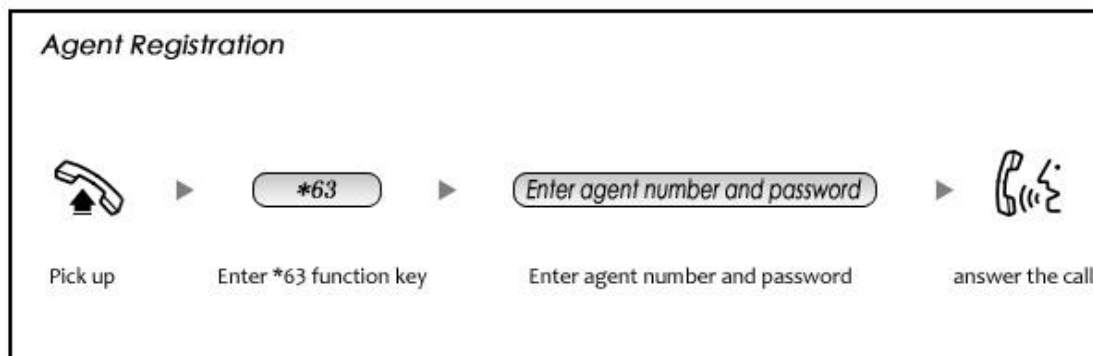 Agent Registration
*63
Enter agent number and password
Pick up
Enter *63 function key
Enter agent number and password
answer the call